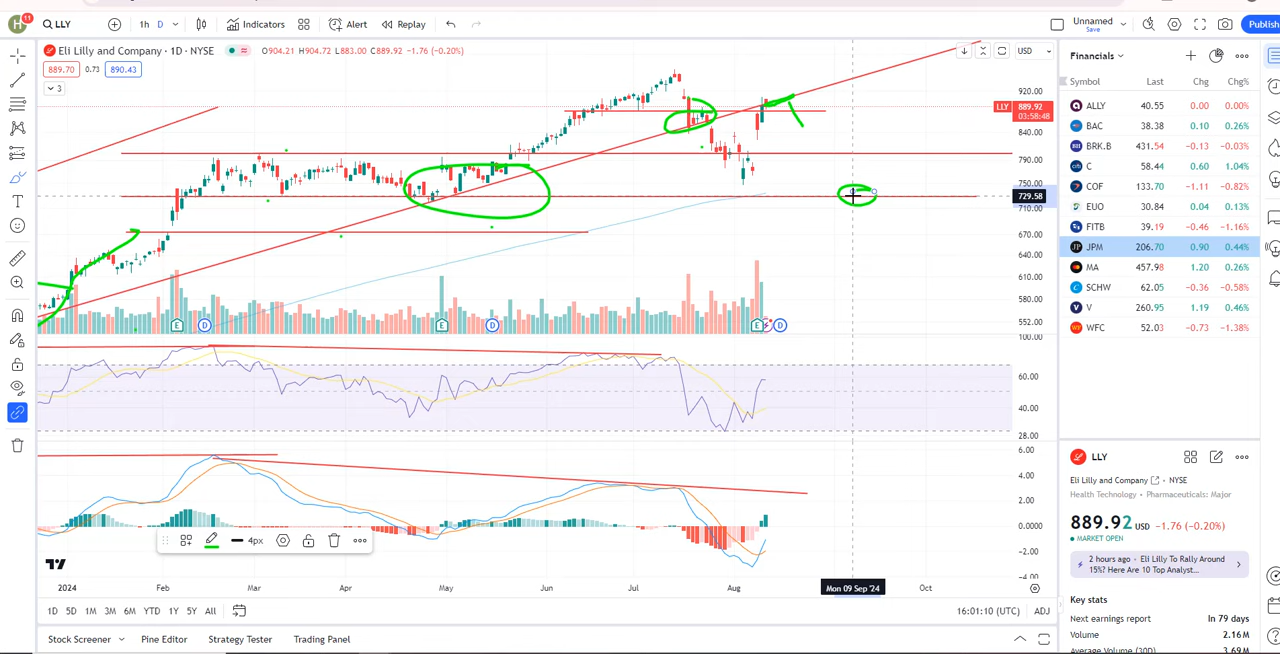 H 11 LLY 1h D Indicators Alert Replay Unnamed Save Publish
Eli Lilly and Company · 1D · NYSE O904.21 H904.72 L883.00 C889.92 −1.76 (−0.20%) USD
889.70 0.73 890.43
3
920.00
LLY 889.92
03:58:48
840.00
790.00
750.00
729.58
710.00
670.00
640.00
610.00
580.00
552.00
E D E D E D
100.00
60.00
40.00
28.00
6.00
4.00
2.00
0.0000
−2.00
−4.00
4px
2024 Feb Mar Apr May Jun Jul Aug Mon 09 Sep '24 Oct
1D 5D 1M 3M 6M YTD 1Y 5Y All 16:01:10 (UTC) ADJ
Stock Screener Pine Editor Strategy Tester Trading Panel
Financials
Symbol Last Chg Chg%
ALLY 40.55 0.00 0.00%
BAC 38.38 0.10 0.26%
BRK.B 431.54 −0.13 −0.03%
C 58.44 0.60 1.04%
COF 133.70 −1.11 −0.82%
EUO 30.84 0.04 0.13%
FITB 39.19 −0.46 −1.16%
JPM 206.70 0.90 0.44%
MA 457.98 1.20 0.26%
SCHW 62.05 −0.36 −0.58%
V 260.95 1.19 0.46%
WFC 52.03 −0.73 −1.38%
LLY
Eli Lilly and Company · NYSE
Health Technology · Pharmaceuticals: Major
889.92 USD −1.76 (−0.20%)
MARKET OPEN
2 hours ago · Eli Lilly To Rally Around
15%? Here Are 10 Top Analyst...
Key stats
Next earnings report In 79 days
Volume 2.16 M
Average Volume (30D) 3.69 M